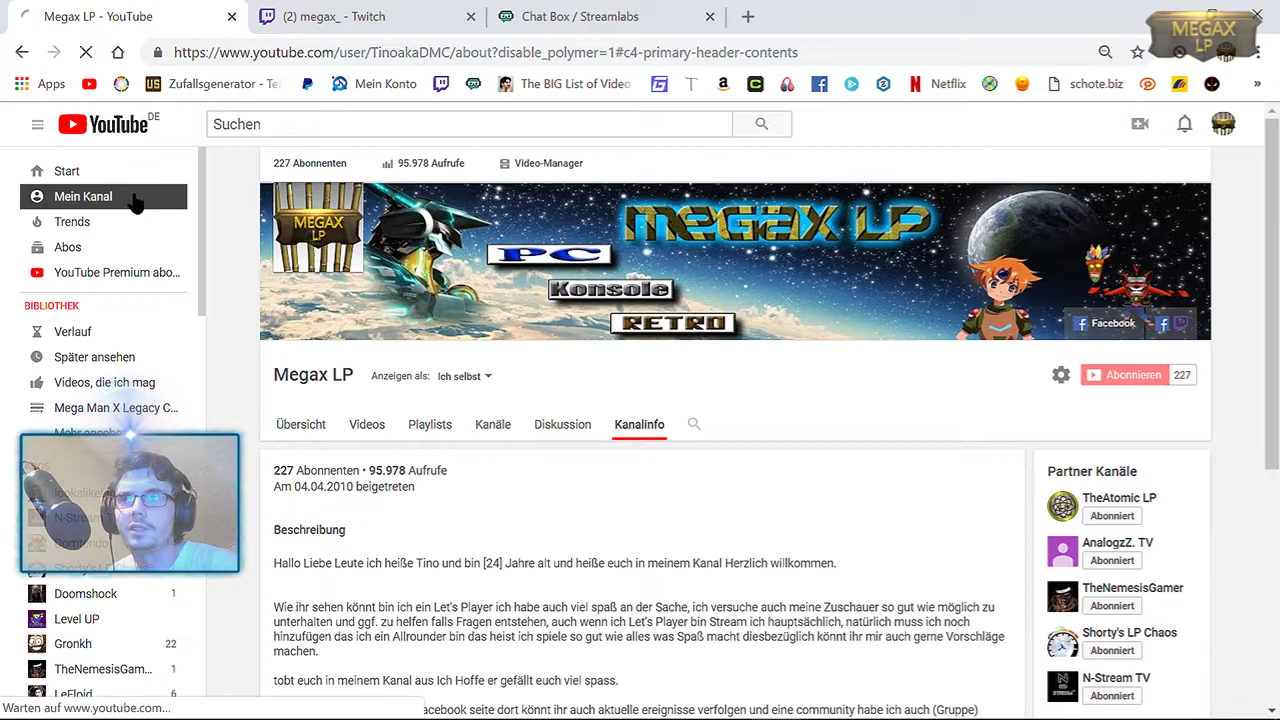 Megax LP - YouTube
(2) megax_ - Twitch
Chat Box / Streamlabs
MEGAX
LP
https://www.youtube.com/user/TinoakaDMC/about?disable_polymer=1#c4-primary-header-contents
Apps
Zufallsgenerator - Te
Mein Konto
The BIG List of Video
Netflix
schote.biz
»
YouTube DE
Suchen
Start
Mein Kanal
Trends
Abos
YouTube Premium abo...
BIBLIOTHEK
Verlauf
Später ansehen
Videos, die ich mag
Mega Man X Legacy C...
Mehr ansehen
N-Stream T
Domtendo
Shorty's LP Chaos
Doomshock 1
Level UP
Gronkh 22
TheNemesisGam... 1
LeFloid 6
Warten auf www.youtube.com...
227 Abonnenten
95.978 Aufrufe
Video-Manager
MEGAX
LP
MEGAX LP
PC
Konsole
RETRO
Facebook
Megax LP
Anzeigen als: Ich selbst
Abonnieren 227
Übersicht
Videos
Playlists
Kanäle
Diskussion
Kanalinfo
227 Abonnenten • 95.978 Aufrufe
Am 04.04.2010 beigetreten
Beschreibung
Hallo Liebe Leute ich heiße Tino und bin [24] Jahre alt und heiße euch in meinem Kanal Herzlich willkommen.
Wie ihr sehen könnt bin ich ein Let's Player ich habe auch viel spaß an der Sache, ich versuche auch meine Zuschauer so gut wie möglich zu
unterhalten und ggf. zu helfen falls Fragen entstehen, auch wenn ich Let's Player bin Stream ich hauptsächlich, natürlich muss ich noch
hinzufügen das ich ein Allrounder bin das heist ich spiele so gut wie alles was Spaß macht diesbezüglich könnt ihr mir auch gerne Vorschläge
machen.
tobt euch in meinem Kanal aus Ich Hoffe er gefällt euch viel spass.
book seite dort könnt ihr auch aktuelle ereignisse verfolgen und eine community habe ich auch (Gruppe)
Partner Kanäle
TheAtomic LP
Abonniert
AnalogzZ. TV
Abonniert
TheNemesisGamer
Abonniert
Shorty's LP Chaos
Abonniert
N-Stream TV
Abonniert